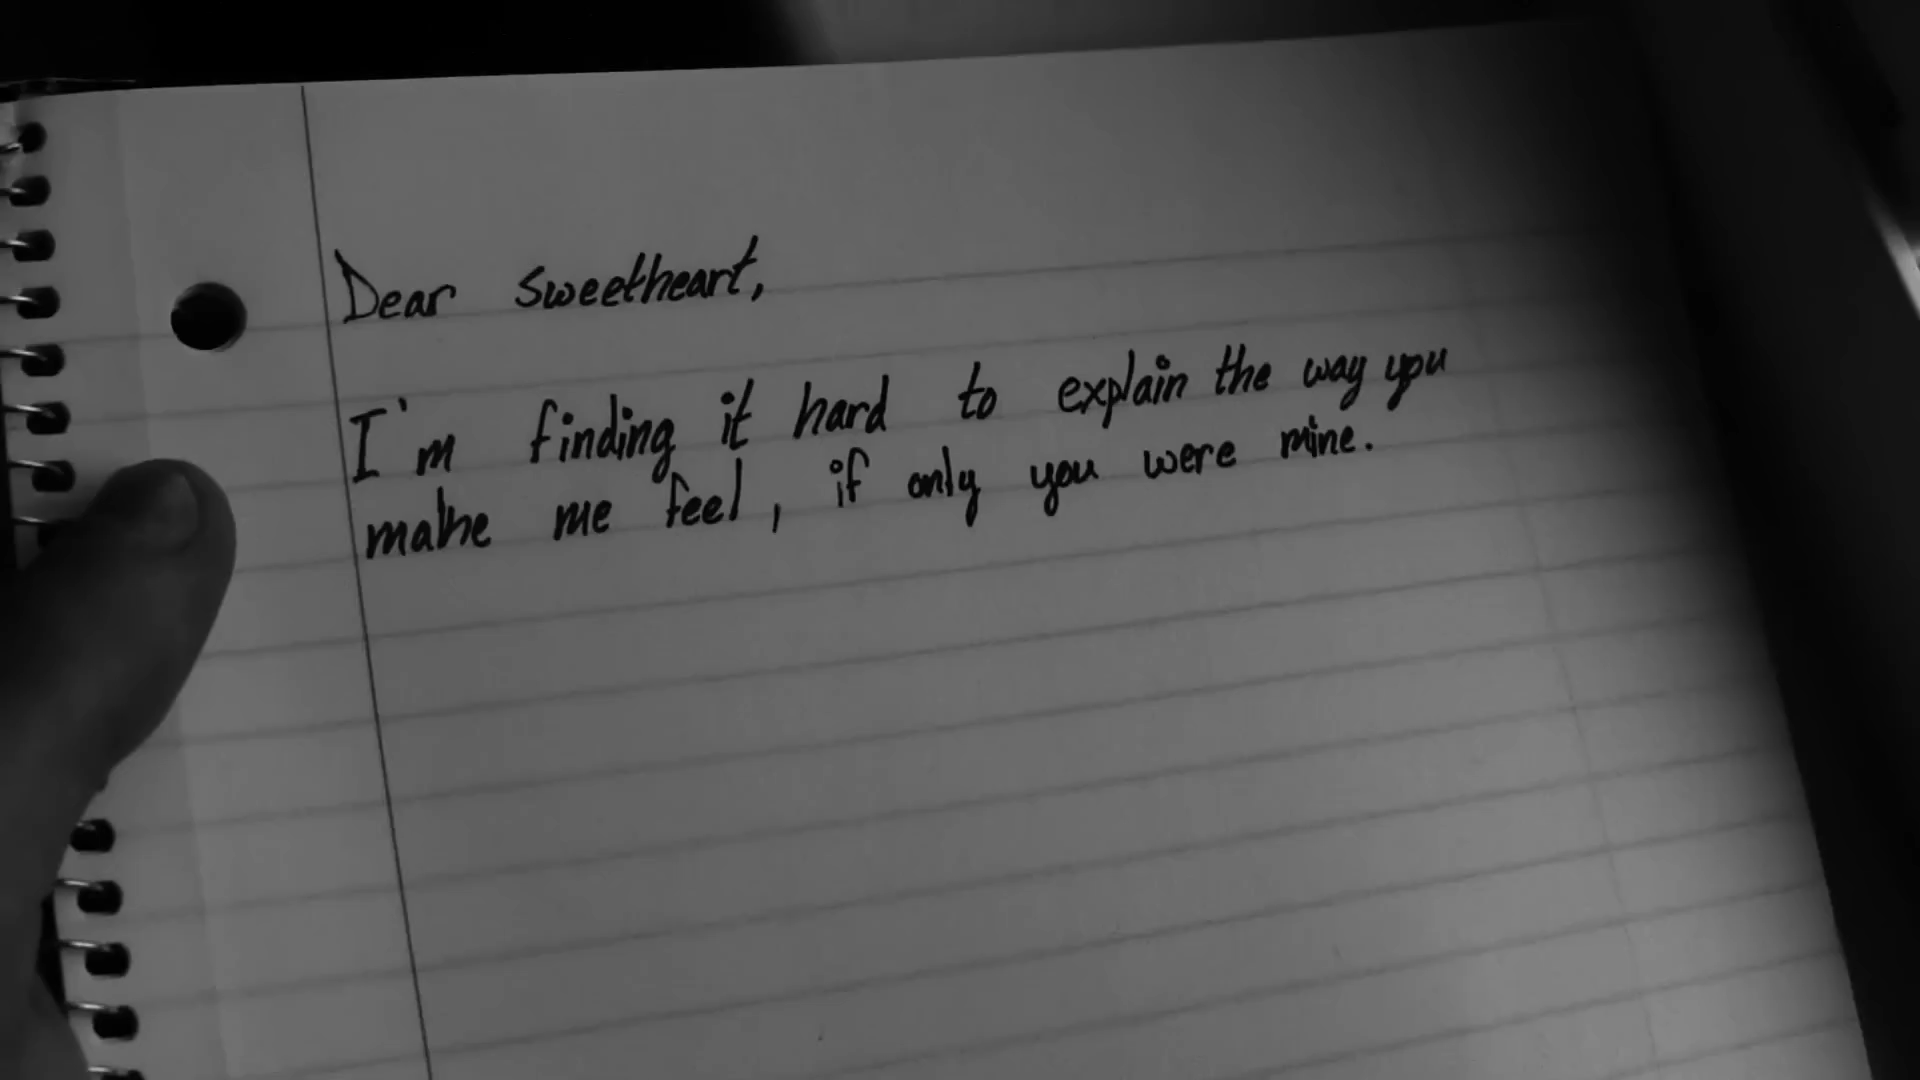 Dear sweetheart,
I'm finding it hard to explain the way you
make me feel, if only you were mine.